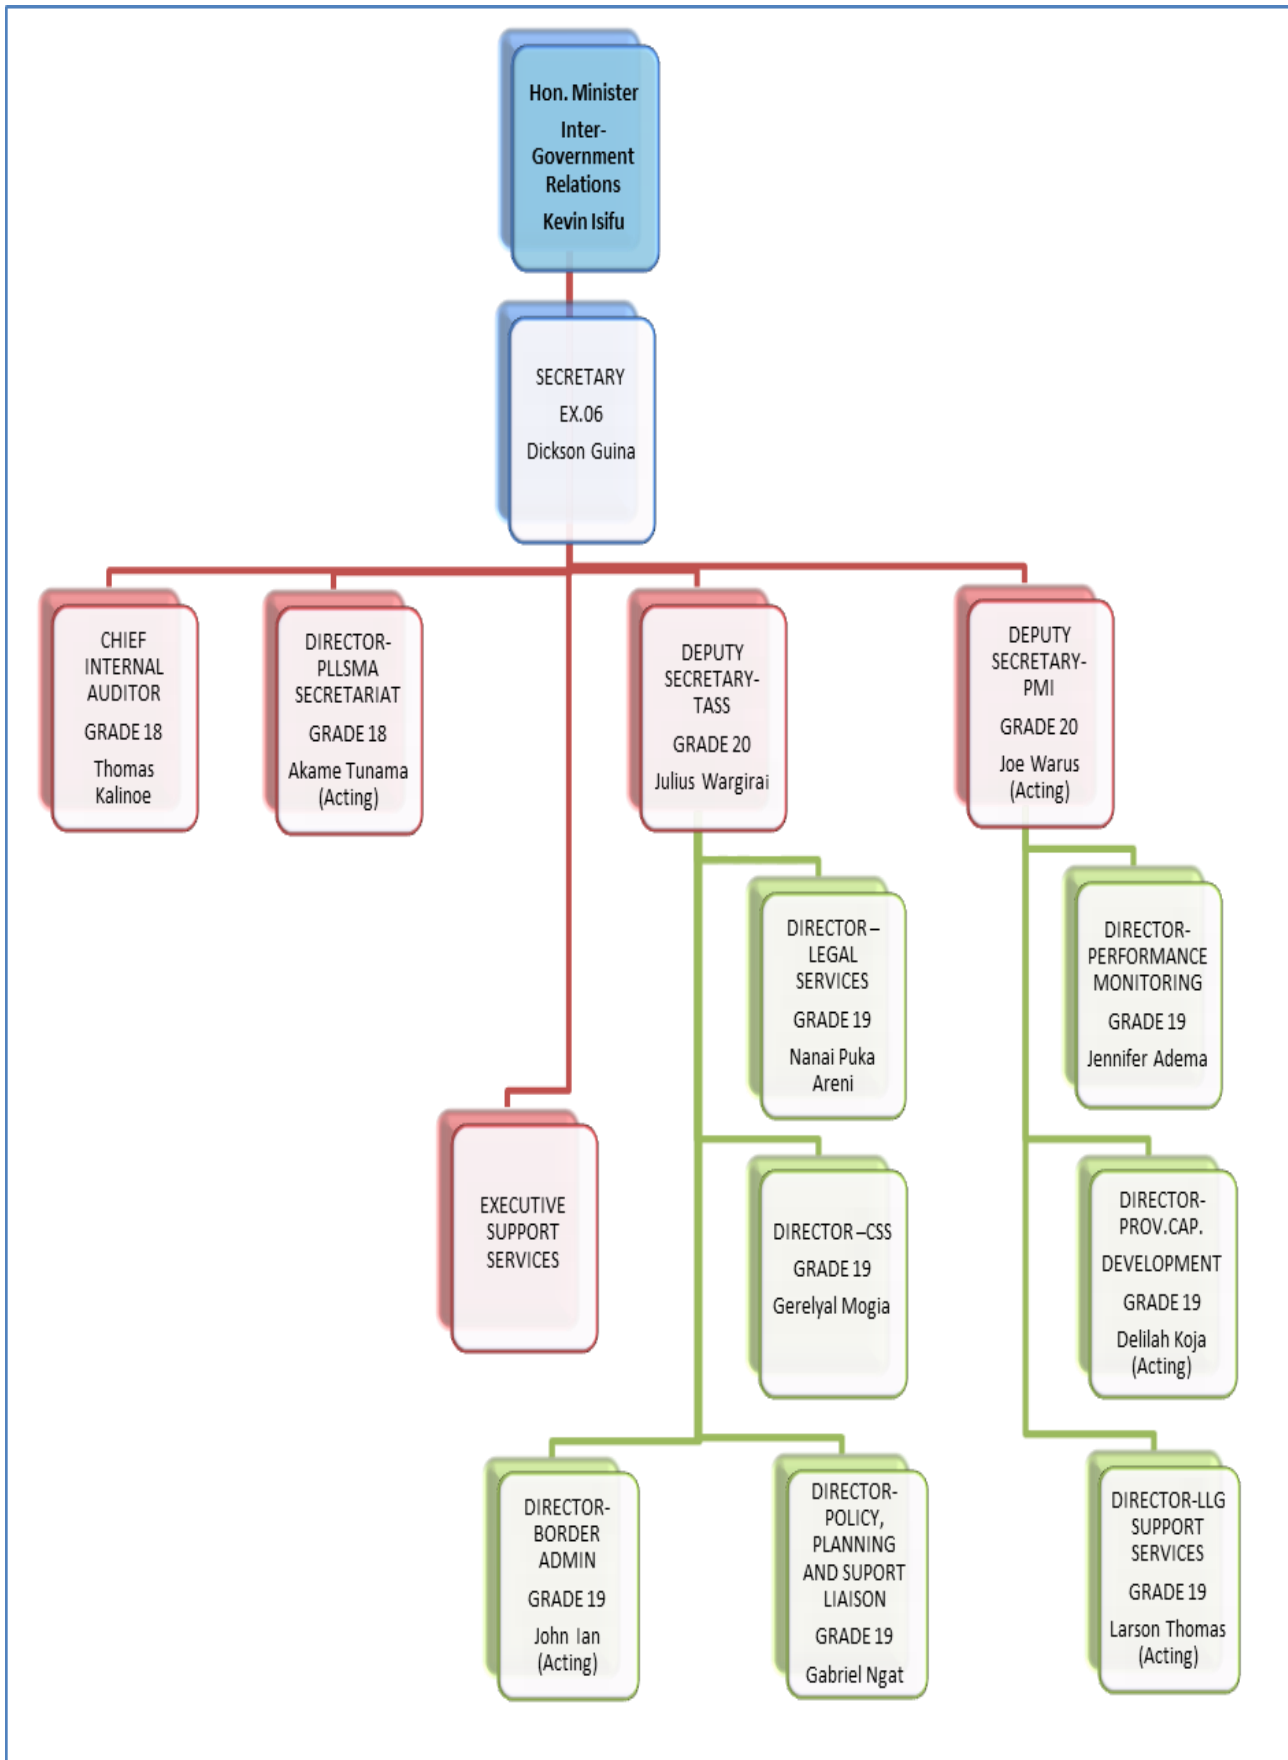 Hon. Minister
Inter-
Government
Relations
Kevin Isifu
SECRETARY
EX.06
Dickson Guina
CHIEF
INTERNAL
AUDITOR
GRADE 18
Thomas
Kalinoe
DIRECTOR-
PLLSMA
SECRETARIAT
GRADE 18
Akame Tunama
(Acting)
DEPUTY
SECRETARY-
TASS
GRADE 20
Julius Wargirai
DEPUTY
SECRETARY-
PMI
GRADE 20
Joe Warus
(Acting)
DIRECTOR –
LEGAL
SERVICES
GRADE 19
Nanai Puka
Areni
DIRECTOR-
PERFORMANCE
MONITORING
GRADE 19
Jennifer Adema
EXECUTIVE
SUPPORT
SERVICES
DIRECTOR –CSS
GRADE 19
Gerelyal Mogia
DIRECTOR-
PROV.CAP.
DEVELOPMENT
GRADE 19
Delilah Koja
(Acting)
DIRECTOR-
BORDER
ADMIN
GRADE 19
John Ian
(Acting)
DIRECTOR-
POLICY,
PLANNING
AND SUPORT
LIAISON
GRADE 19
Gabriel Ngat
DIRECTOR-LLG
SUPPORT
SERVICES
GRADE 19
Larson Thomas
(Acting)